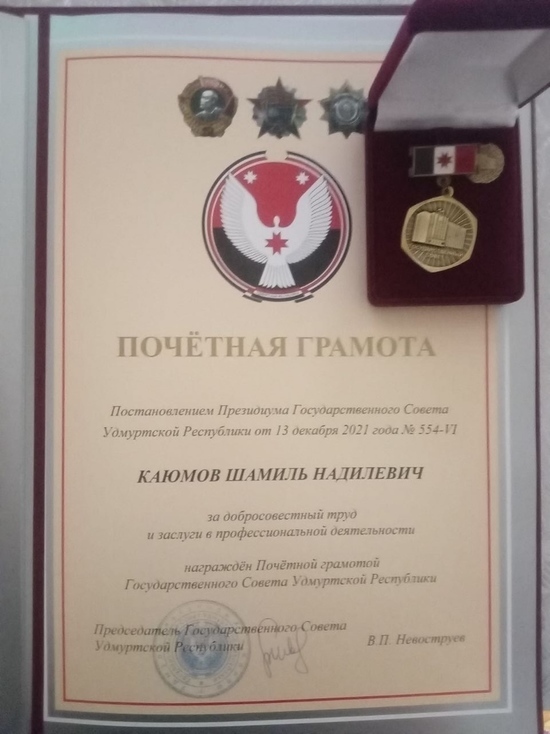 ПОЧЁТНАЯ ГРАМОТА
Постановлением Президиума Государственного Совета
Удмуртской Республики от 13 декабря 2021 года № 554-VI
КАЮМОВ ШАМИЛЬ НАДИЛЕВИЧ
за добросовестный труд
и заслуги в профессиональной деятельности
награждён Почётной грамотой
Государственного Совета Удмуртской Республики
Председатель Государственного Совета
Удмуртской Республики
В.П. Невоструев